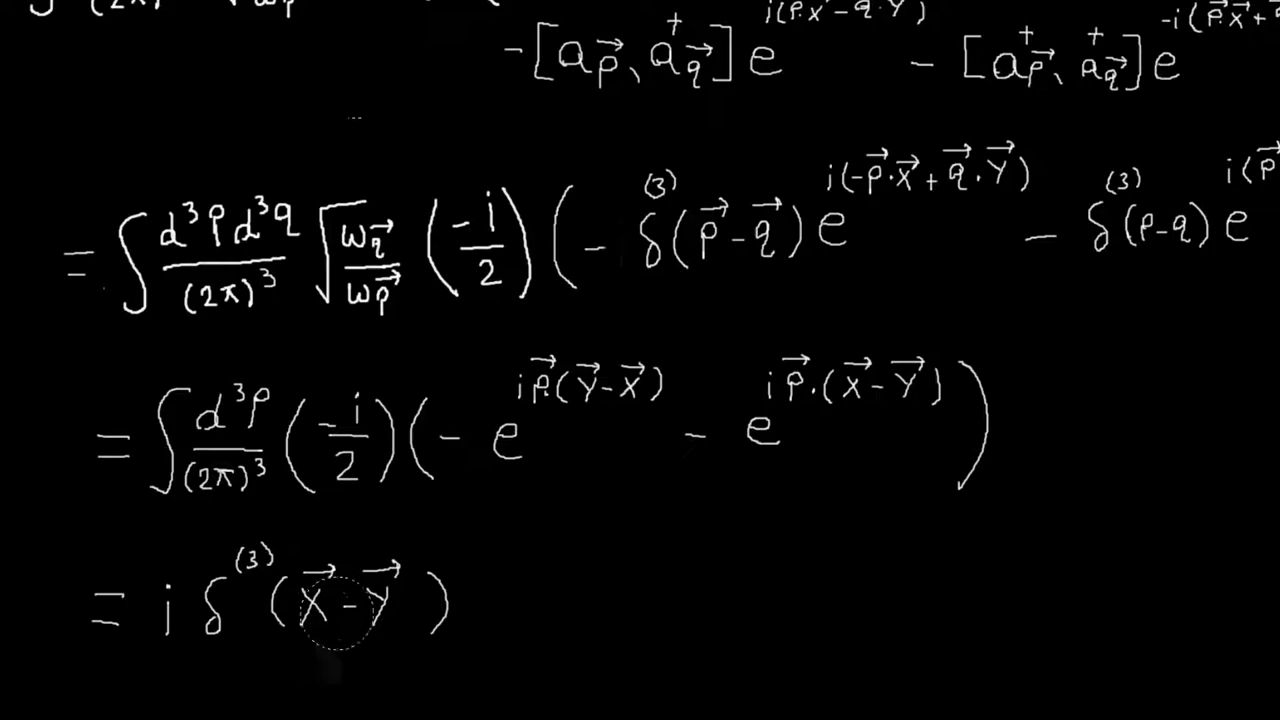 -[a_p⃗, a†_q⃗] e^{i(p·x-q·y)} - [a†_p⃗, a†_q⃗] e^{-i(p⃗·x⃗+
= ∫ d³p d³q/(2π)³ √(ω_q⃗/ω_p⃗) (-i/2) ( - δ^(3)(p⃗-q⃗) e^{i(-p⃗·x⃗+q⃗·y⃗)} - δ^(3)(p-q) e^{i(p⃗
= ∫ d³p/(2π)³ (-i/2) ( - e^{ip⃗·(y⃗-x⃗)} - e^{ip⃗·(x⃗-y⃗)} )
= i δ^(3) (x⃗-y⃗)